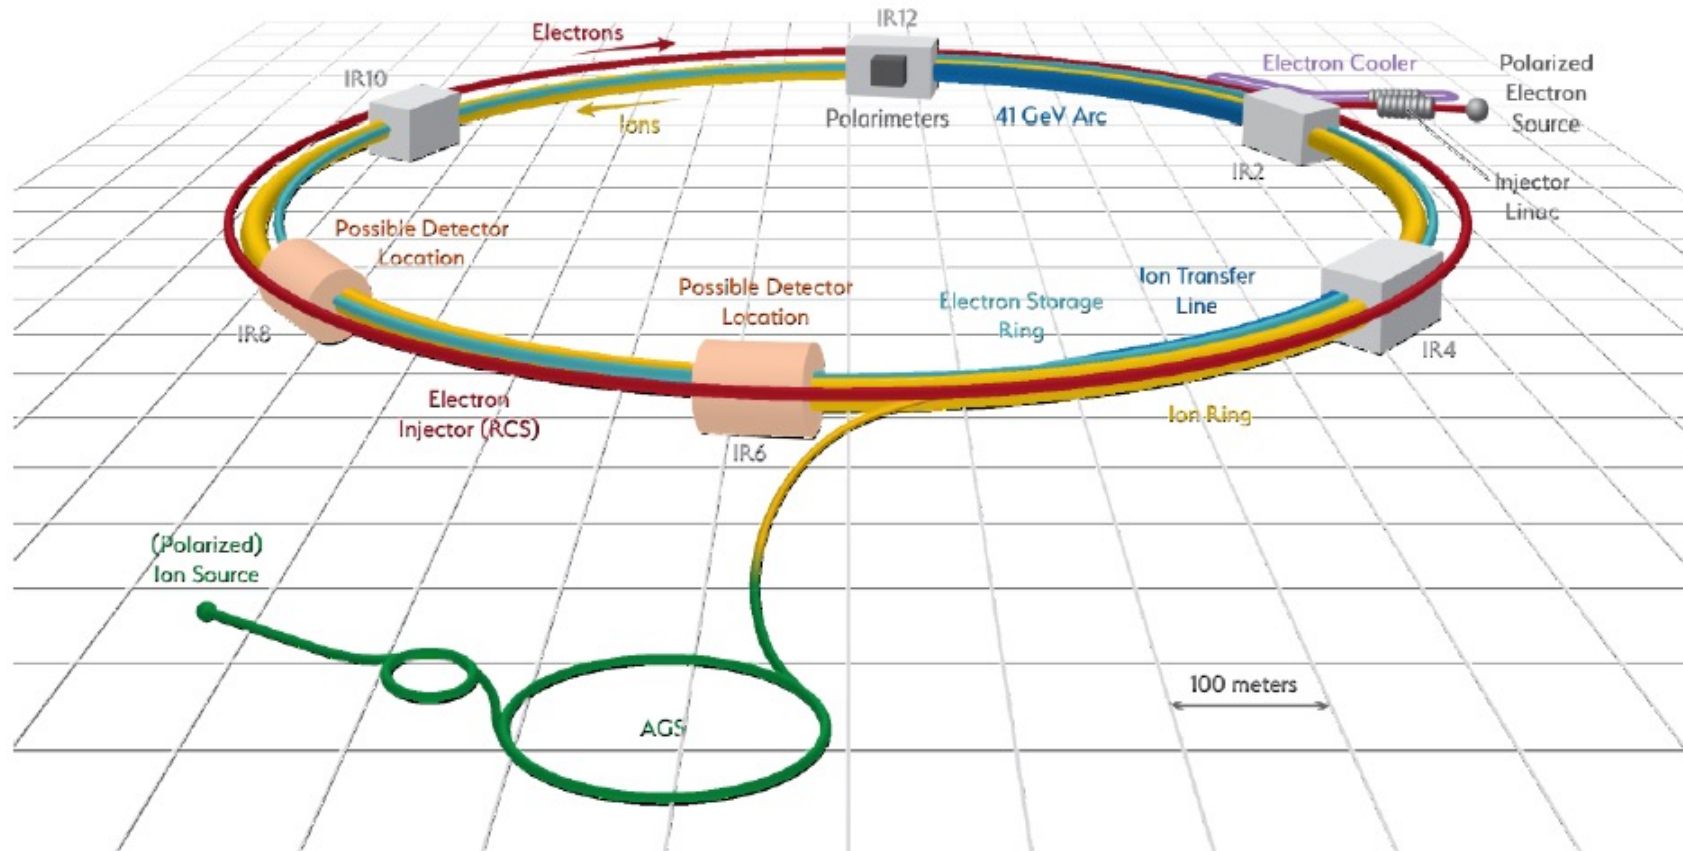 IR12
Electrons
IR10
Ions
Polarimeters
41 GeV Arc
Electron Cooler
Polarized
Electron
Source
IR2
Injector
Linac
Possible Detector
Location
Possible Detector
Location
Electron Storage
Ring
Ion Transfer
Line
IR8
IR4
Electron
Injector (RCS)
Ion Ring
IR6
(Polarized)
Ion Source
100 meters
AGS